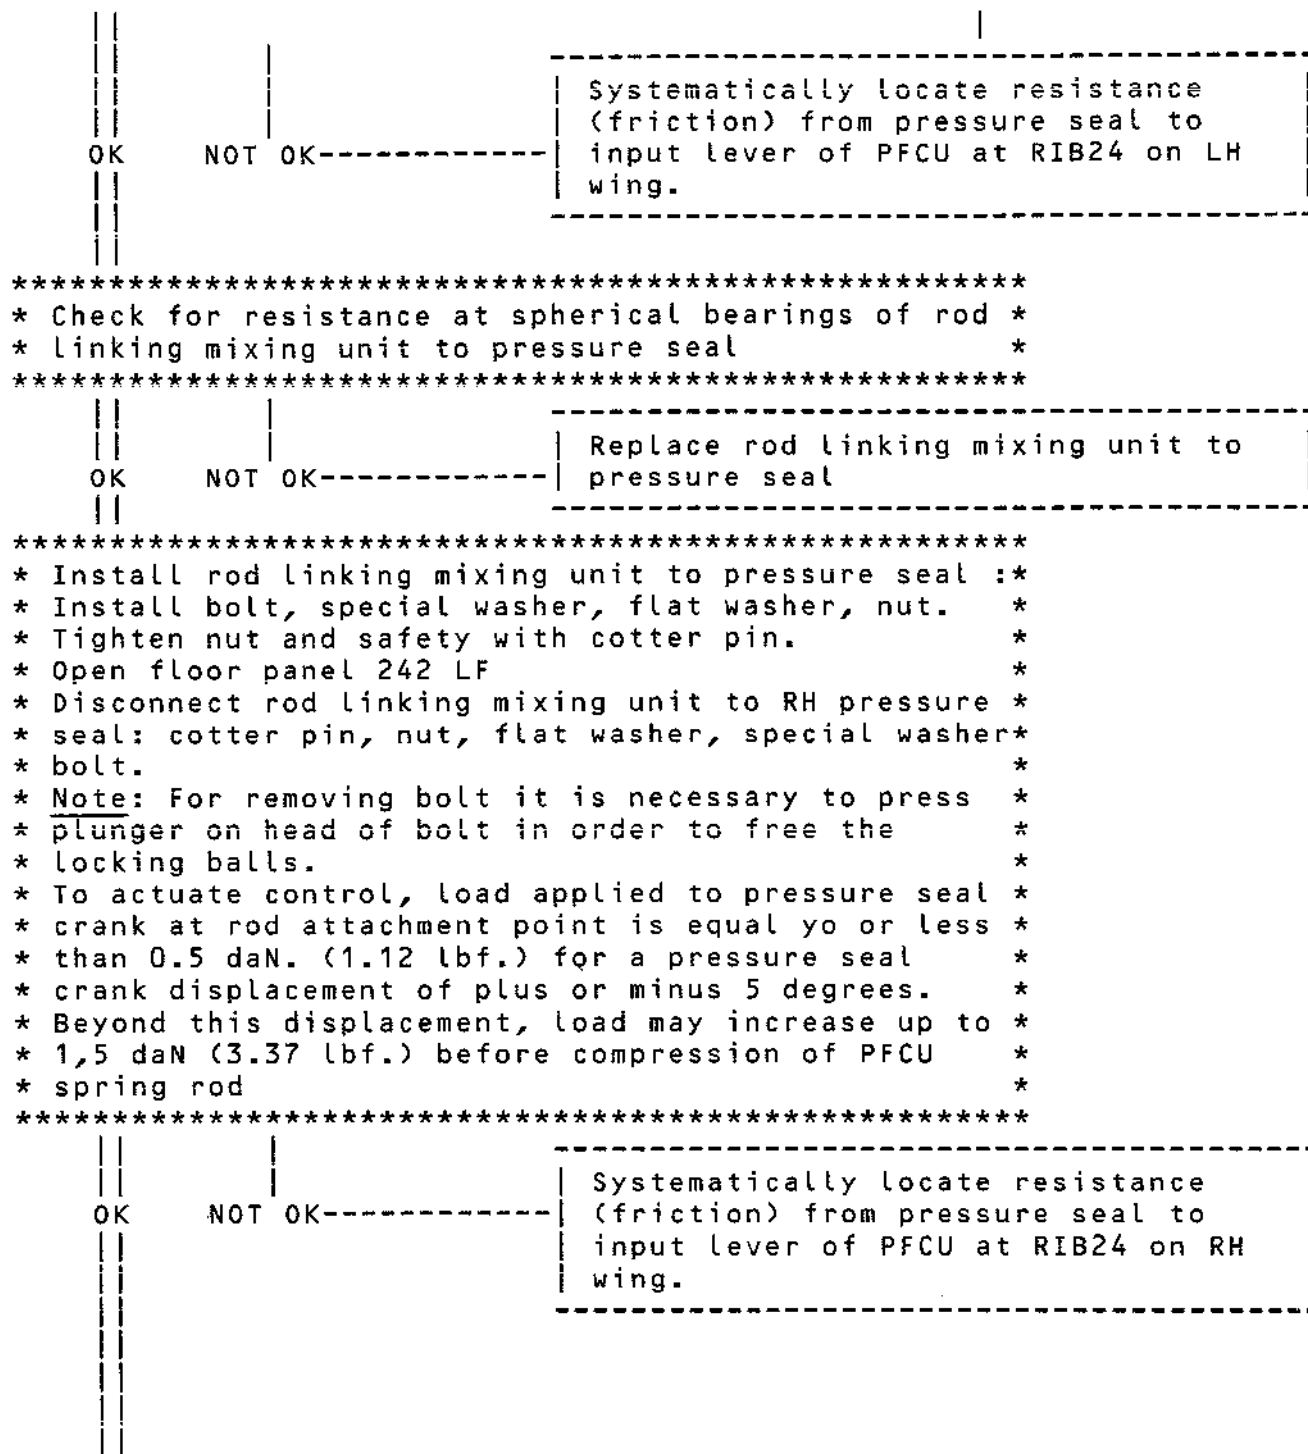 Systematically locate resistance
(friction) from pressure seal to
OK NOT OK------------ input lever of PFCU at RIB24 on LH
wing.
* Check for resistance at spherical bearings of rod *
* linking mixing unit to pressure seal *
Replace rod linking mixing unit to
OK NOT OK------------ pressure seal
* Install rod linking mixing unit to pressure seal :*
* Install bolt, special washer, flat washer, nut. *
* Tighten nut and safety with cotter pin. *
* Open floor panel 242 LF *
* Disconnect rod linking mixing unit to RH pressure *
* seal: cotter pin, nut, flat washer, special washer*
* bolt. *
* Note: For removing bolt it is necessary to press *
* plunger on head of bolt in order to free the *
* locking balls. *
* To actuate control, load applied to pressure seal *
* crank at rod attachment point is equal yo or less *
* than 0.5 daN. (1.12 lbf.) for a pressure seal *
* crank displacement of plus or minus 5 degrees. *
* Beyond this displacement, load may increase up to *
* 1,5 daN (3.37 lbf.) before compression of PFCU *
* spring rod *
Systematically locate resistance
OK NOT OK------------ (friction) from pressure seal to
input lever of PFCU at RIB24 on RH
wing.